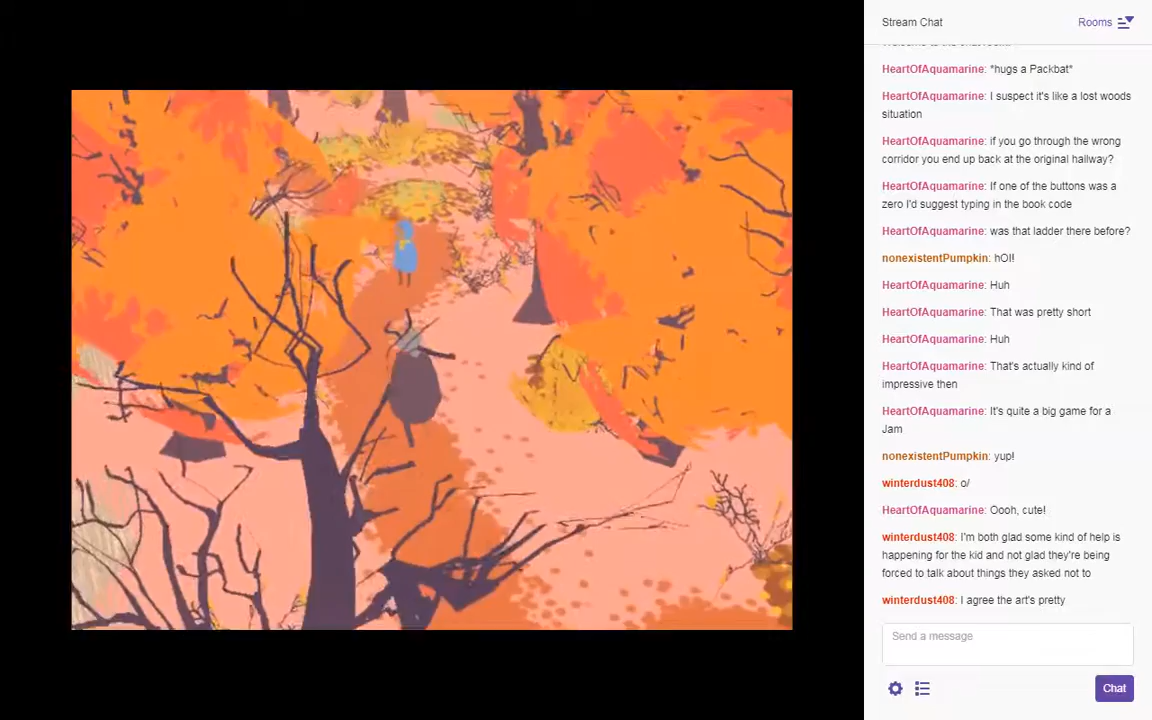 Stream Chat
Rooms
HeartOfAquamarine: *hugs a Packbat*
HeartOfAquamarine: I suspect it's like a lost woods
situation
HeartOfAquamarine: if you go through the wrong
corridor you end up back at the original hallway?
HeartOfAquamarine: If one of the buttons was a
zero I'd suggest typing in the book code
HeartOfAquamarine: was that ladder there before?
nonexistentPumpkin: hOI!
HeartOfAquamarine: Huh
HeartOfAquamarine: That was pretty short
HeartOfAquamarine: Huh
HeartOfAquamarine: That's actually kind of
impressive then
HeartOfAquamarine: It's quite a big game for a
Jam
nonexistentPumpkin: yup!
winterdust408: o/
HeartOfAquamarine: Oooh, cute!
winterdust408: I'm both glad some kind of help is
happening for the kid and not glad they're being
forced to talk about things they asked not to
winterdust408: I agree the art's pretty
Send a message
Chat